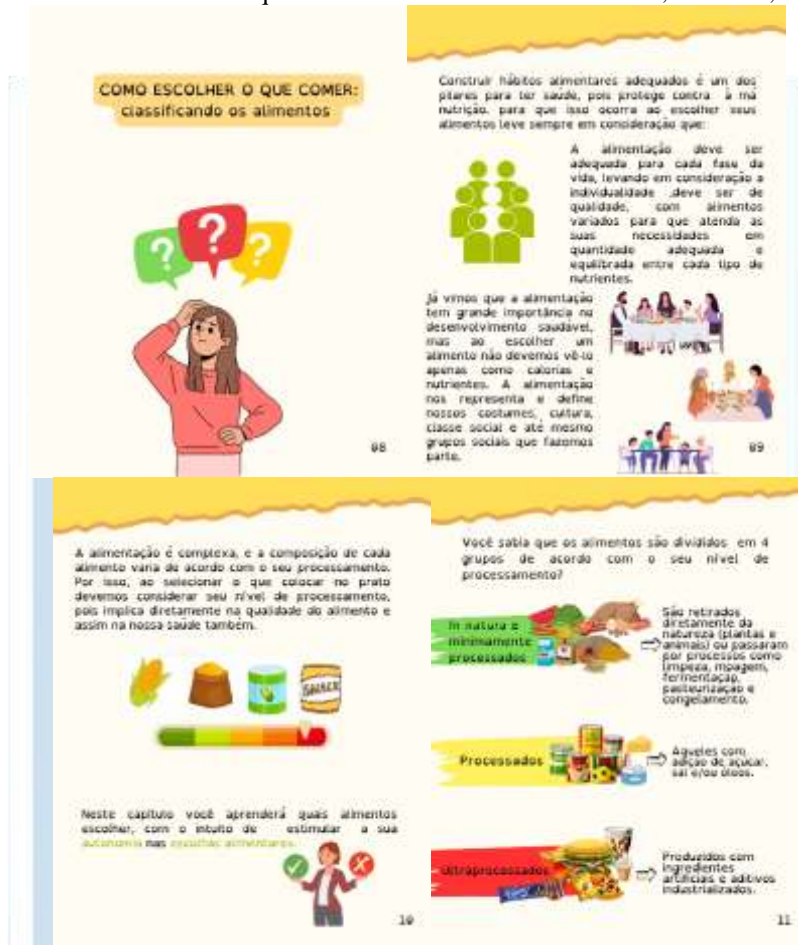 COMO ESCOLHER O QUE COMER:
classificando os alimentos
? ? ?
08
Construir hábitos alimentares adequados é um dos
pilares para ter saúde, pois protege contra à má
nutrição. para que isso ocorra ao escolher seus
alimentos leve sempre em consideração que:
A alimentação deve ser
adequada para cada fase da
vida, levando em consideração a
individualidade ,deve ser de
qualidade, com alimentos
variados para que atenda as
suas necessidades em
quantidade adequada e
equilibrada entre cada tipo de
nutrientes.
Já vimos que a alimentação
tem grande importância no
desenvolvimento saudável,
mas ao escolher um
alimento não devemos vê-lo
apenas como calorias e
nutrientes. A alimentação
nos representa e define
nossos costumes, cultura,
classe social e até mesmo
grupos sociais que fazemos
parte.
09
A alimentação é complexa, e a composição de cada
alimento varia de acordo com o seu processamento.
Por isso, ao selecionar o que colocar no prato
devemos considerar seu nível de processamento,
pois implica diretamente na qualidade do alimento e
assim na nossa saúde também.
SNACK
Neste capítulo você aprenderá quais alimentos
escolher, com o intuito de estimular a sua
autonomia nas escolhas alimentares.
10
Você sabia que os alimentos são divididos em 4
grupos de acordo com o seu nível de
processamento?
In natura e
minimamente
processados
São retirados
diretamente da
natureza (plantas e
animais) ou passaram
por processos como
limpeza, moagem,
fermentação,
pasteurização e
congelamento.
Processados
Aqueles com
adição de açúcar,
sal e/ou óleos.
Ultraprocessados
Produzidos com
ingredientes
artificiais e aditivos
industrializados.
11